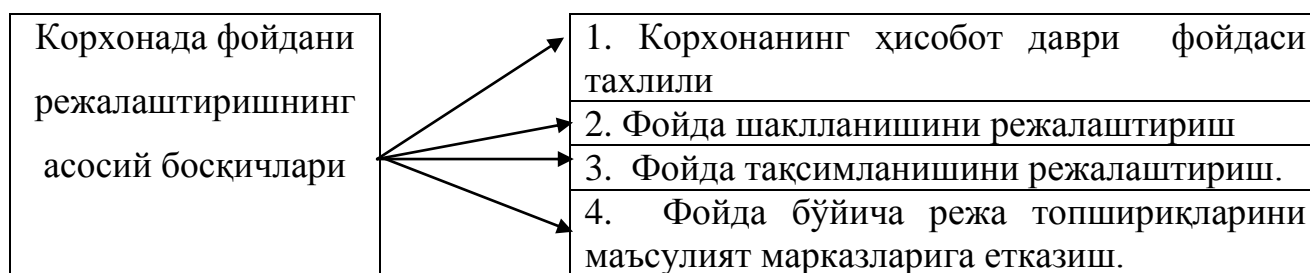 Корхонада фойдани
режалаштиришнинг
асосий босқичлари
1. Корхонанинг ҳисобот даври фойдаси
тахлили
2. Фойда шаклланишини режалаштириш
3. Фойда тақсимланишини режалаштириш.
4. Фойда бўйича режа топшириқларини
маъсулият марказларига етказиш.